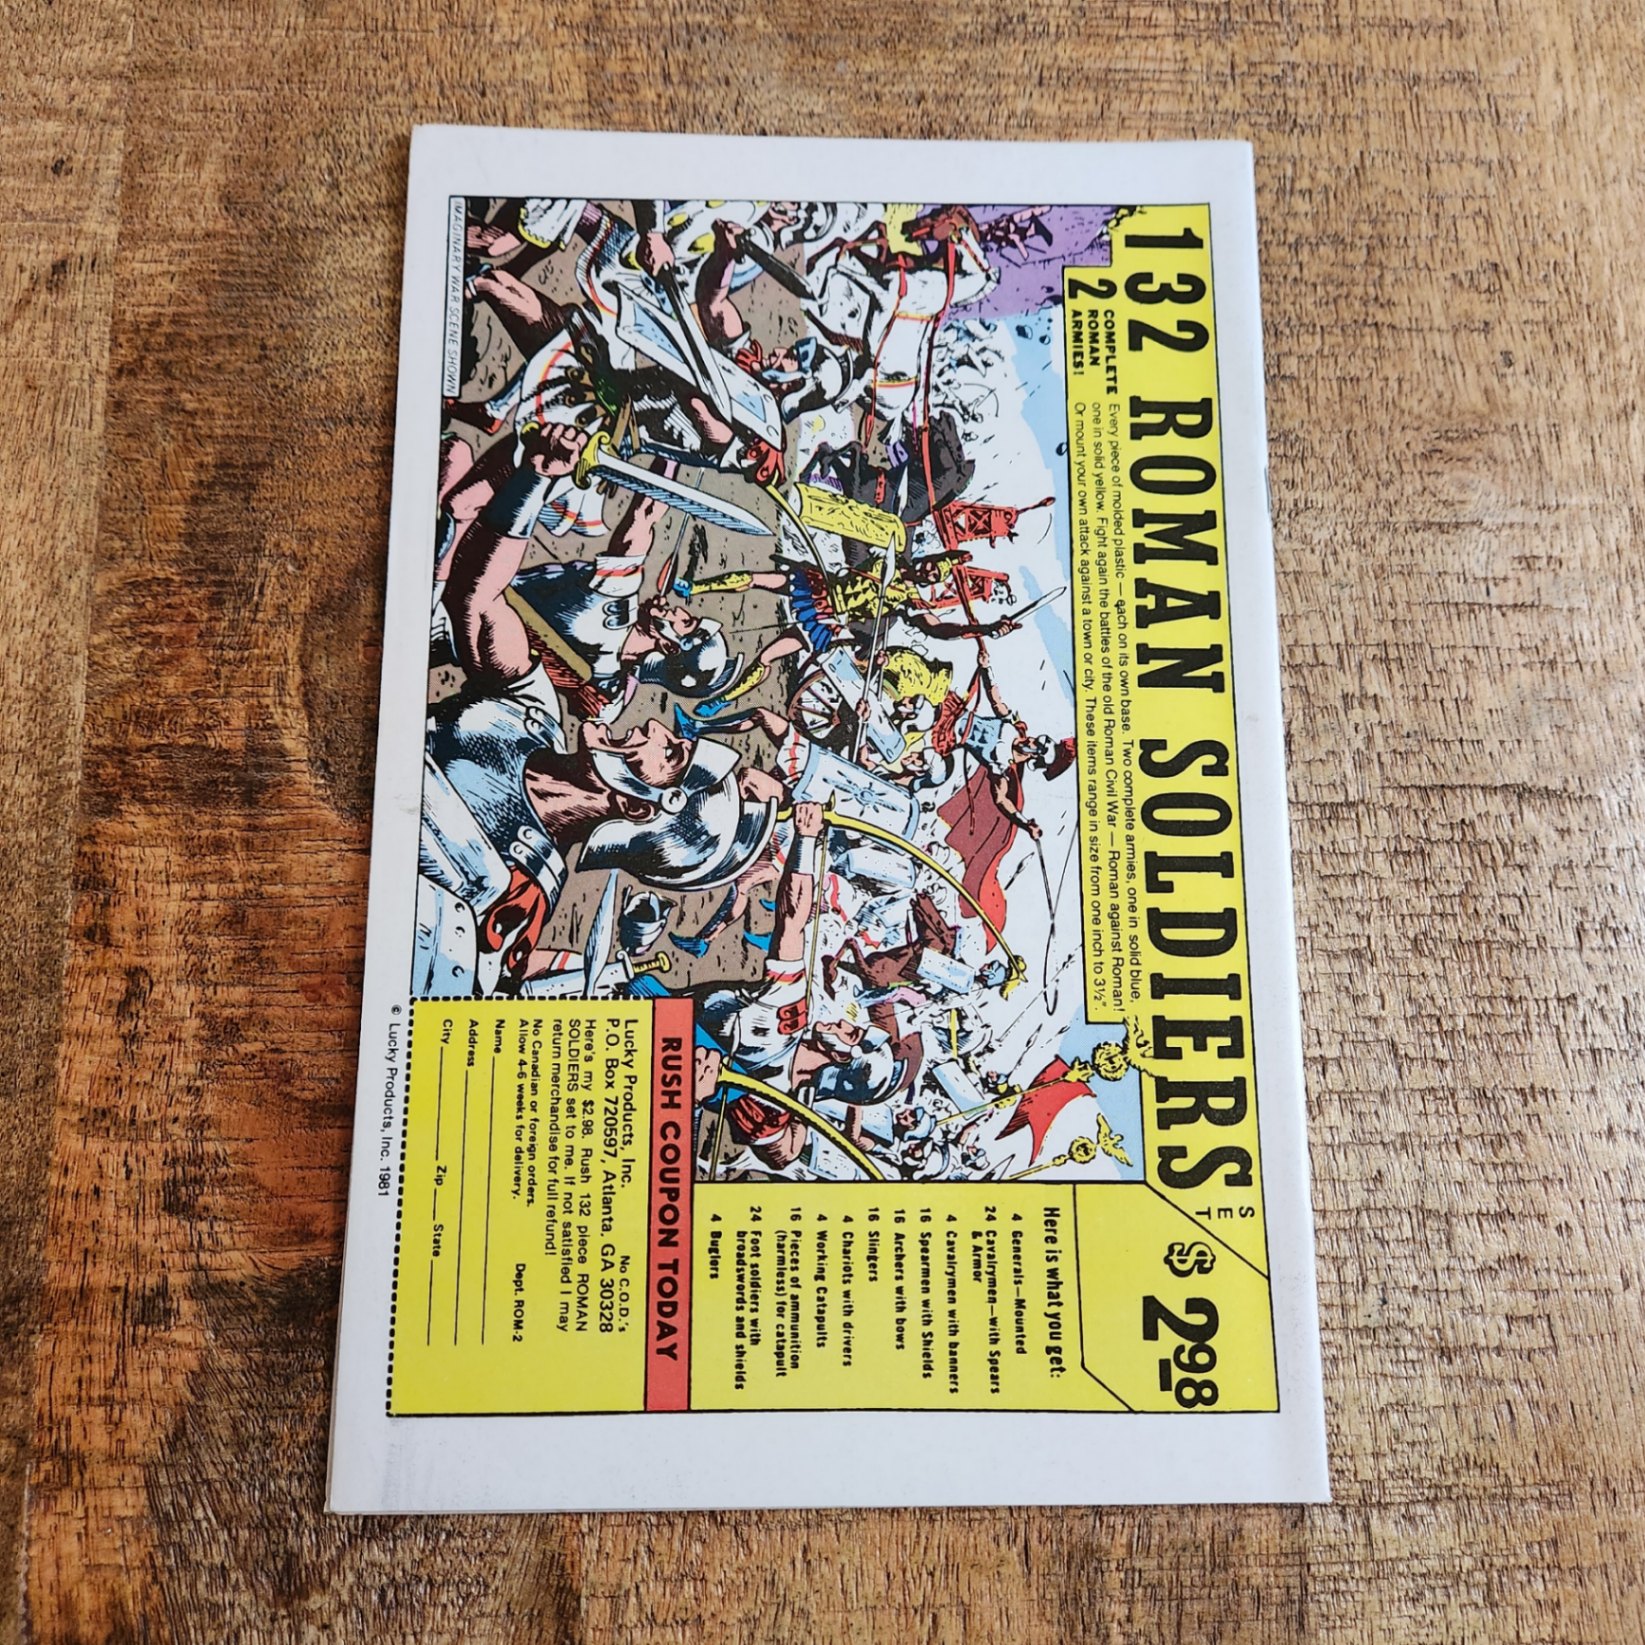 132 ROMAN SOLDIERS
SET
$2 98
2 COMPLETE
ROMAN
ARMIES!
Every piece of molded plastic — each on its own base. Two complete armies, one in solid blue,
one in solid yellow. Fight again the battles of the old Roman Civil War — Roman against Roman!
Or mount your own attack against a town or city. These items range in size from one inch to 3½".
IMAGINARY WAR SCENE SHOWN
Here is what you get:
4 Generals—Mounted
24 Cavalrymen—with Spears
& Armor
4 Cavalrymen with banners
16 Spearmen with Shields
16 Archers with bows
16 Slingers
4 Chariots with drivers
4 Working Catapults
16 Pieces of ammunition
(harmless) for catapult
24 Foot soldiers with
broadswords and shields
4 Buglers
RUSH COUPON TODAY
Lucky Products, Inc. No C.O.D.'s
P.O. Box 720597, Atlanta, GA 30328
Here's my $2.98. Rush 132 piece ROMAN
SOLDIERS set to me. If not satisfied I may
return merchandise for full refund!
No Canadian or foreign orders. Dept. ROM-2
Allow 4-6 weeks for delivery.
Name
Address
City Zip State
© Lucky Products, Inc. 1981